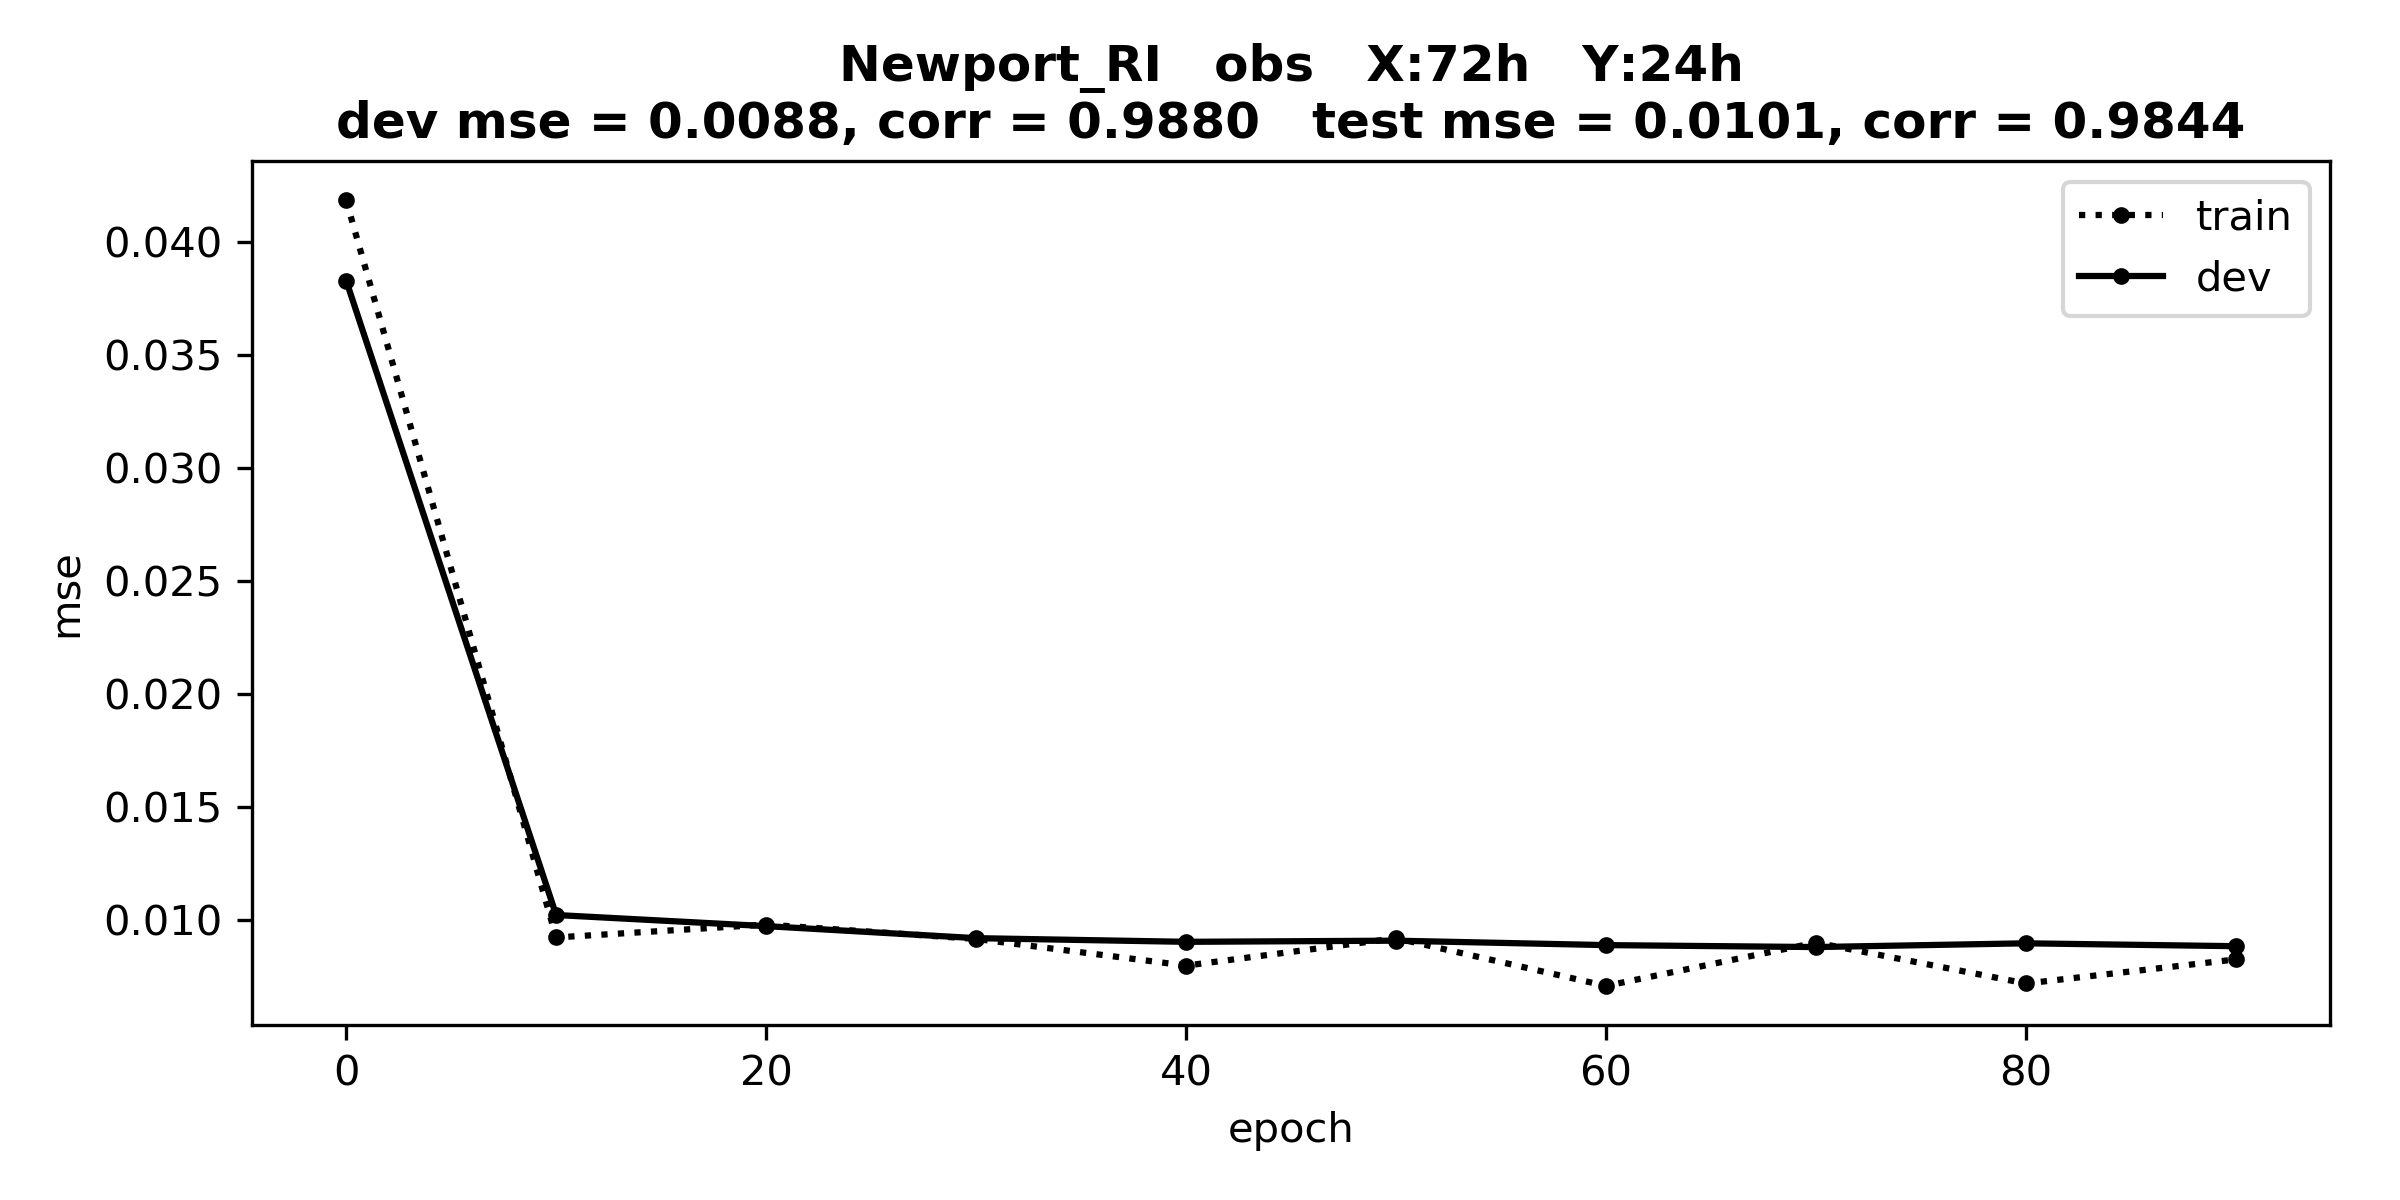 Newport_RI obs X:72h Y:24h
dev mse = 0.0088, corr = 0.9880 test mse = 0.0101, corr = 0.9844
train
dev
0.040
0.035
0.030
0.025
0.020
0.015
0.010
mse
0 20 40 60 80
epoch